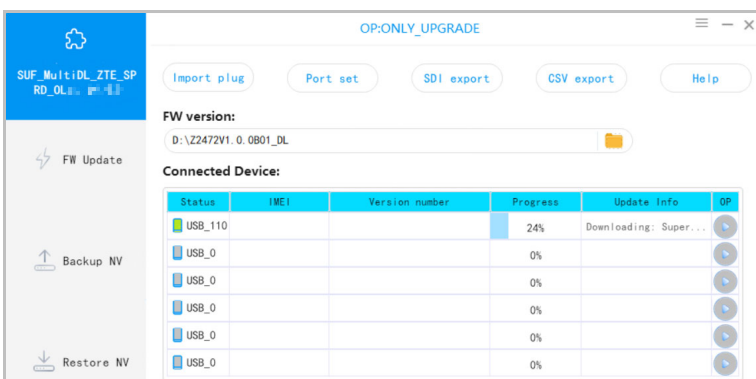 OP:ONLY_UPGRADE
SUF_MultiDL_ZTE_SP
RD_OL
Import plug
Port set
SDI export
CSV export
Help
FW version:
D:\Z2472V1.0.0B01_DL
FW Update
Connected Device:
Status IMEI Version number Progress Update Info OP
USB_110 24% Downloading: Super...
USB_0 0%
Backup NV
USB_0 0%
USB_0 0%
USB_0 0%
Restore NV
USB_0 0%